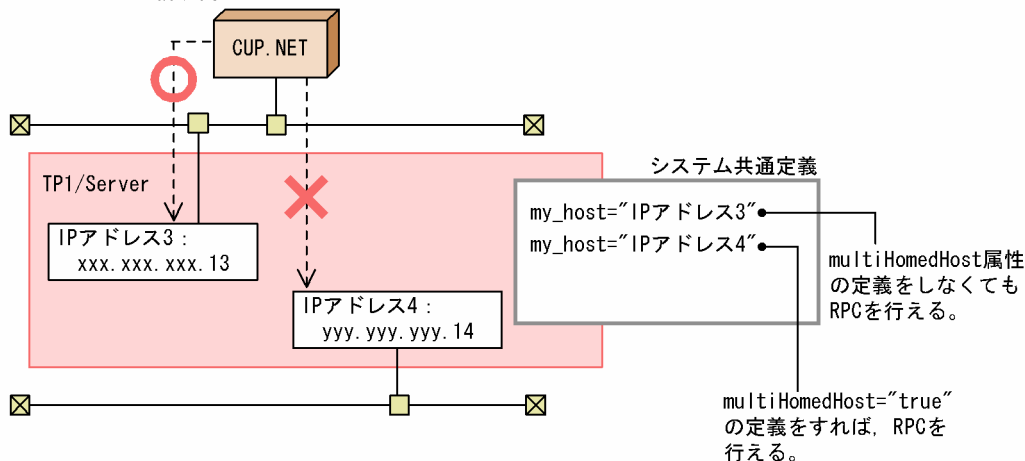 CUP.NET
TP1/Server
IPアドレス3：
xxx.xxx.xxx.13
IPアドレス4：
yyy.yyy.yyy.14
システム共通定義
my_host="IPアドレス3"
my_host="IPアドレス4"
multiHomedHost属性
の定義をしなくても
RPCを行える。
multiHomedHost="true"
の定義をすれば，RPCを
行える。